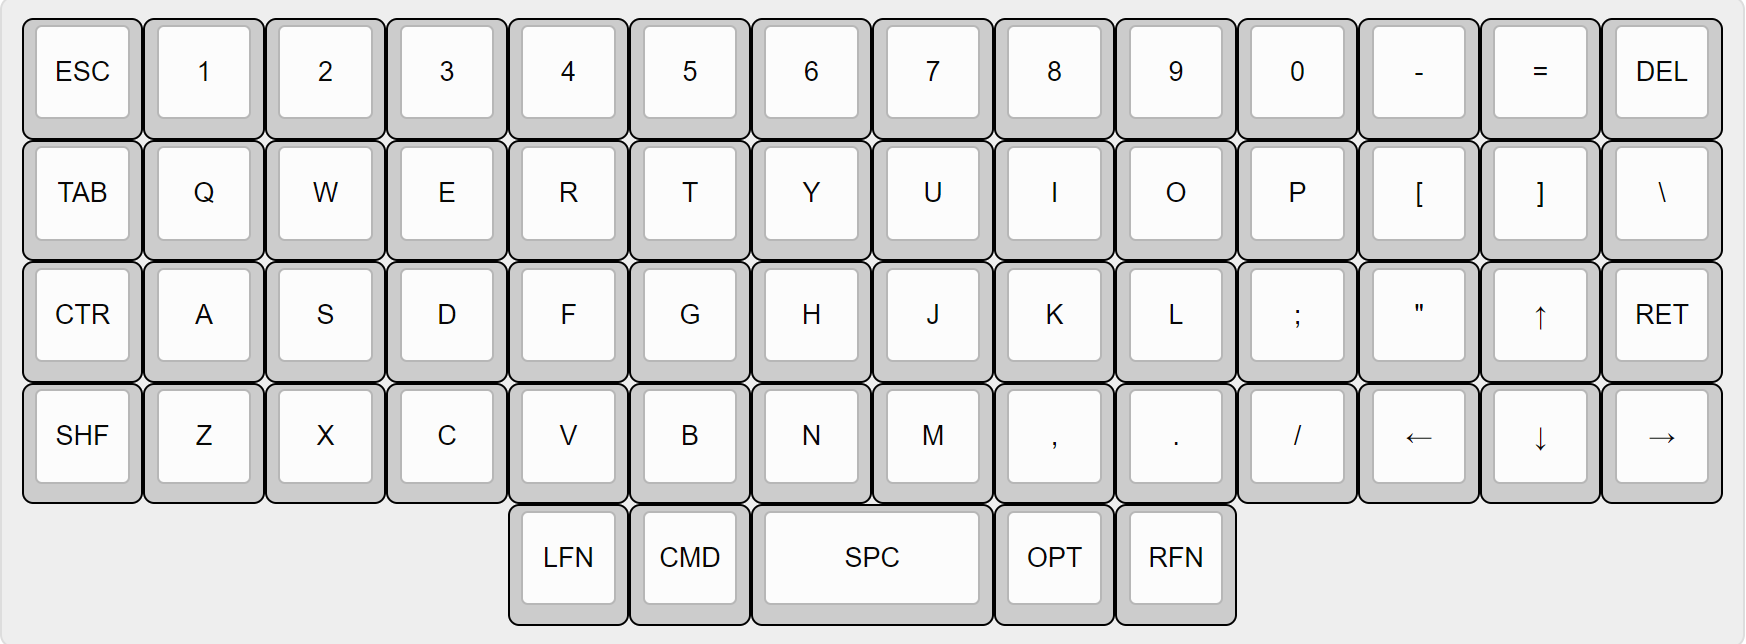 ESC 1 2 3 4 5 6 7 8 9 0 - = DEL
TAB Q W E R T Y U I O P [ ] \
CTR A S D F G H J K L ; " ↑ RET
SHF Z X C V B N M , . / ← ↓ →
LFN CMD SPC OPT RFN